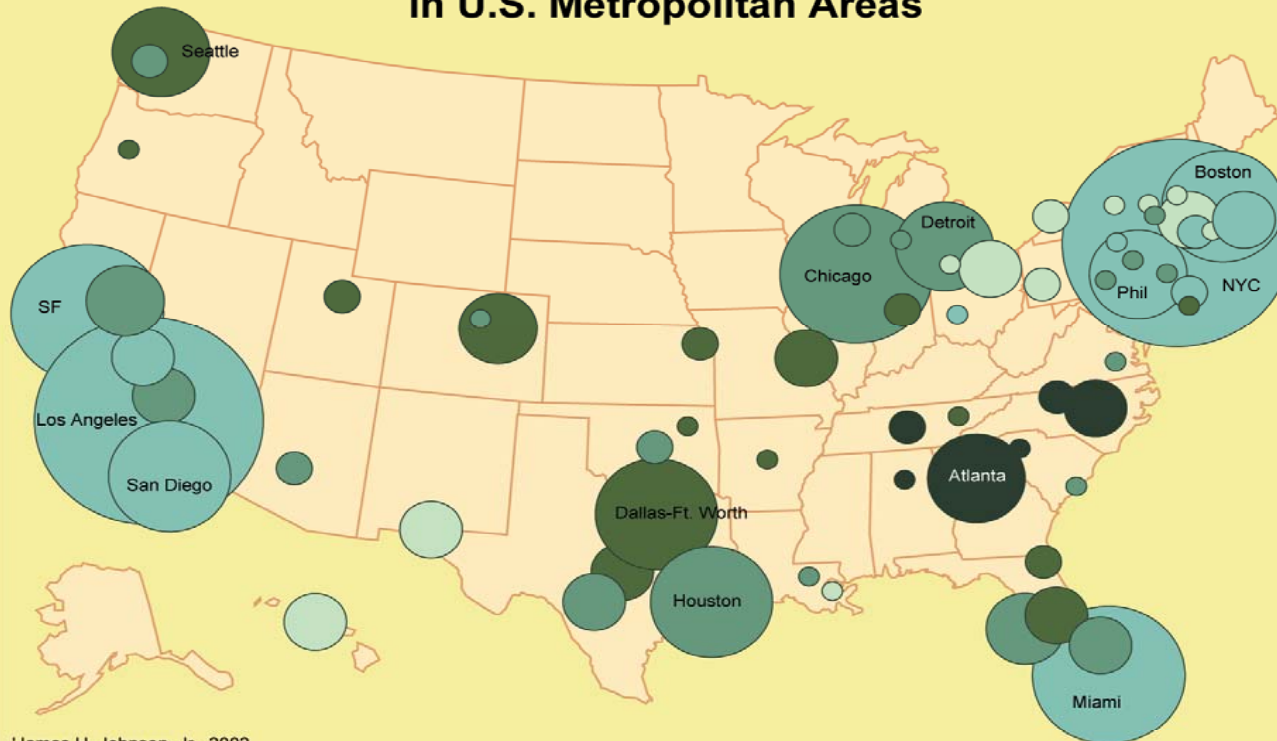 in U.S. Metropolitan Areas
Seattle
Boston
Detroit
Chicago
NYC
Phil
SF
Los Angeles
San Diego
Atlanta
Dallas-Ft. Worth
Houston
Miami